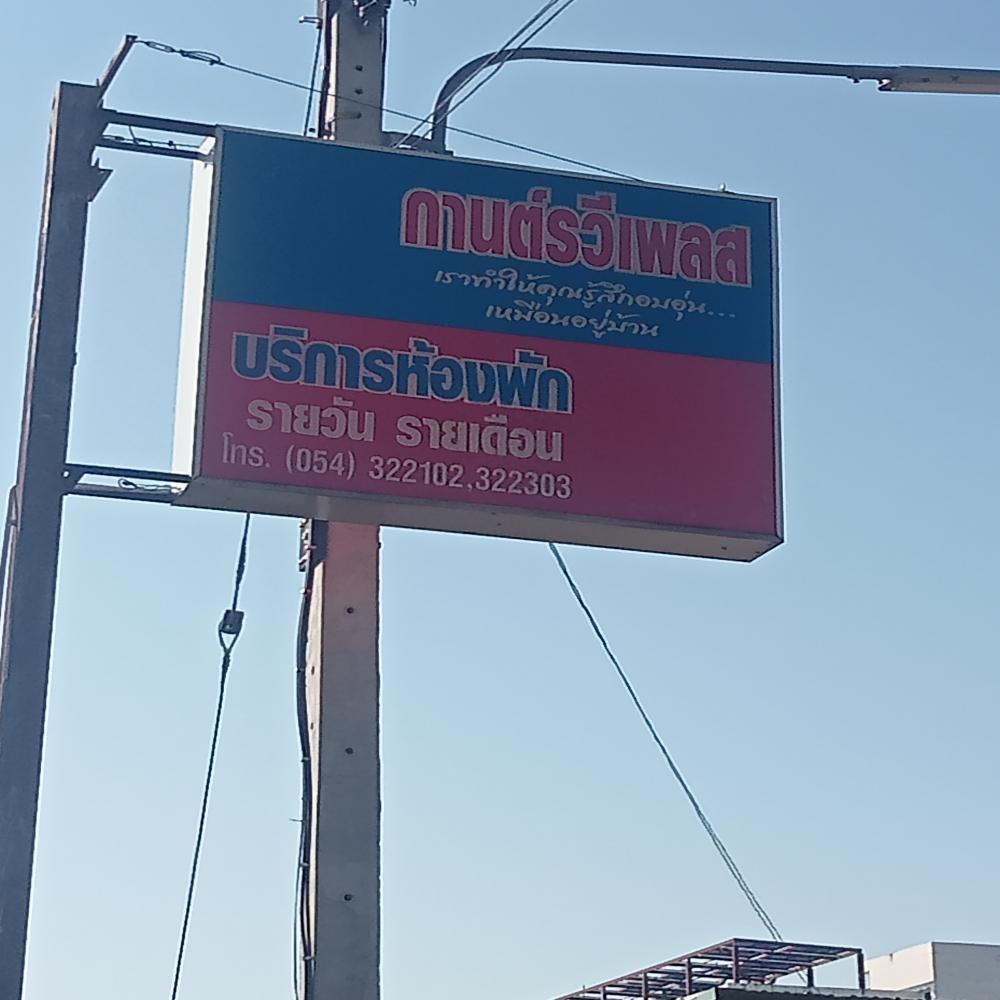 กานต์รวีเพลส
เราทำให้คุณรู้สึกอบอุ่น...
เหมือนอยู่บ้าน
บริการห้องพัก
รายวัน รายเดือน
โทร. (054) 322102,322303